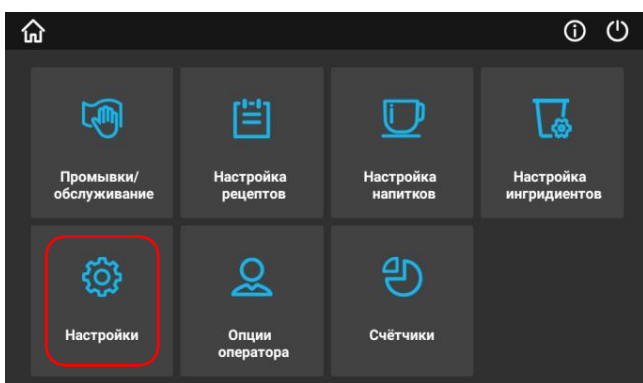 Промывки/
обслуживание
Настройка
рецептов
Настройка
напитков
Настройка
ингридиентов
Настройки
Опции
оператора
Счётчики